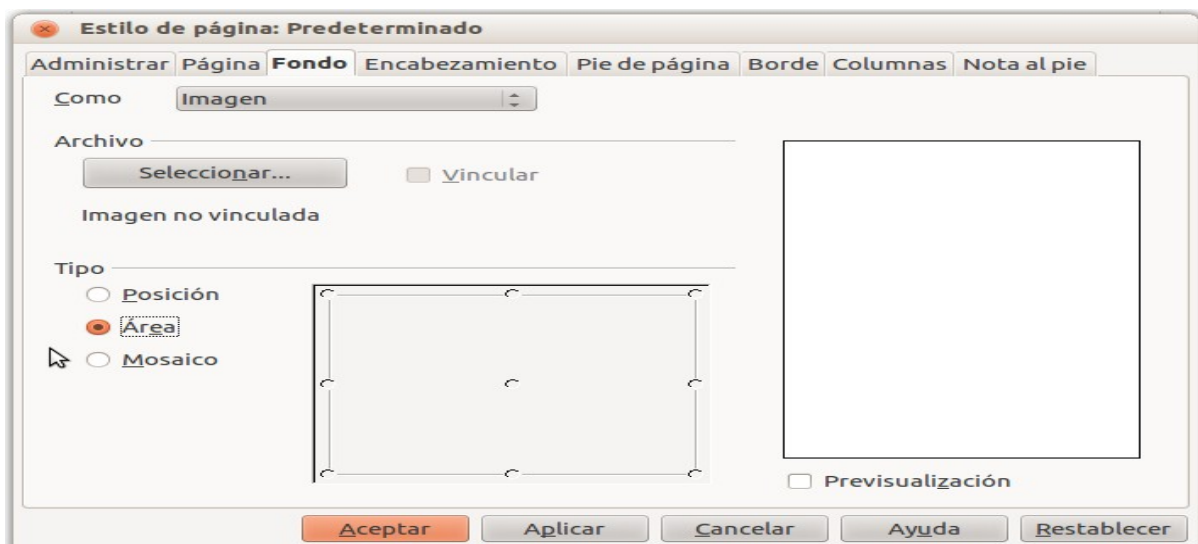 Estilo de página: Predeterminado
Administrar Página Fondo Encabezamiento Pie de página Borde Columnas Nota al pie
Como Imagen
Archivo
Seleccionar... Vincular
Imagen no vinculada
Tipo
Posición
Área
Mosaico
Previsualización
Aceptar Aplicar Cancelar Ayuda Restablecer